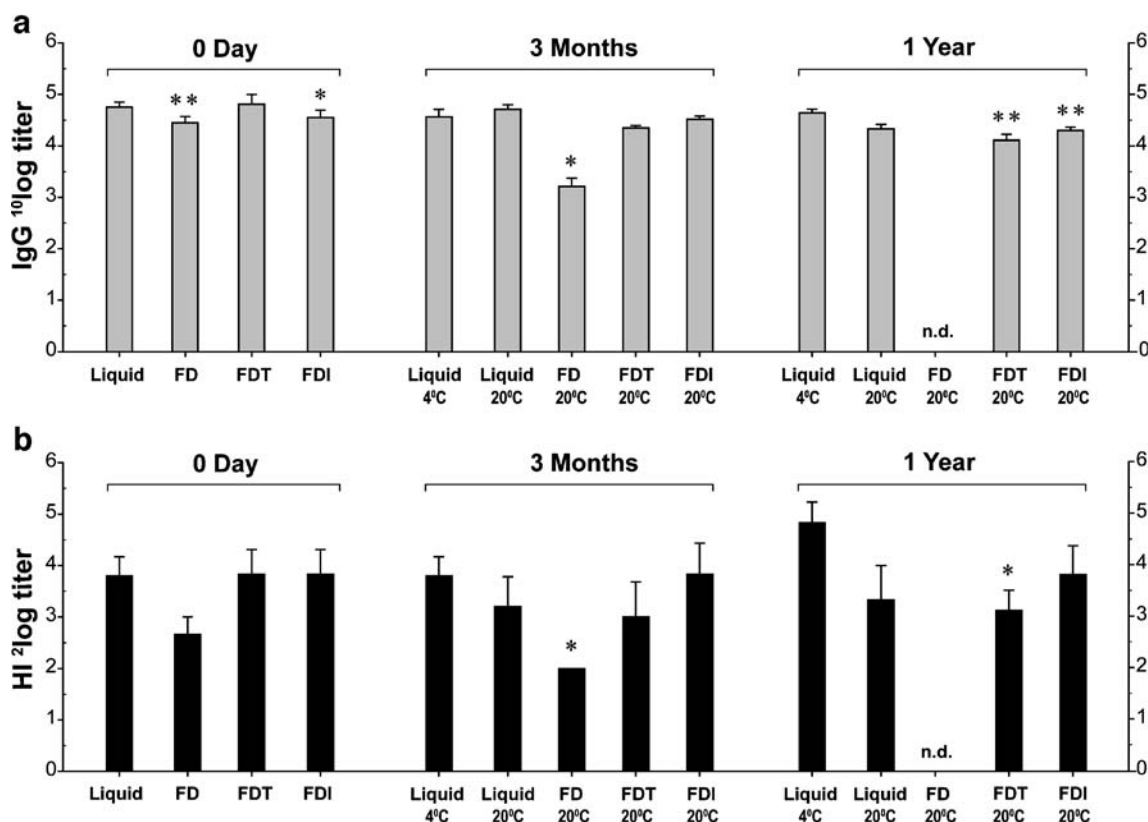 a
0 Day 3 Months 1 Year
IgG ¹⁰log titer
6 6
5 5
4 4
3 3
2 2
1 1
0 0
** * * ** **
n.d.
Liquid FD FDT FDI Liquid Liquid FD FDT FDI Liquid Liquid FD FDT FDI
4⁰C 20⁰C 20⁰C 20⁰C 20⁰C 4⁰C 20⁰C 20⁰C 20⁰C 20⁰C
b
0 Day 3 Months 1 Year
HI ²log titer
6 6
5 5
4 4
3 3
2 2
1 1
0 0
* *
n.d.
Liquid FD FDT FDI Liquid Liquid FD FDT FDI Liquid Liquid FD FDT FDI
4⁰C 20⁰C 20⁰C 20⁰C 20⁰C 4⁰C 20⁰C 20⁰C 20⁰C 20⁰C